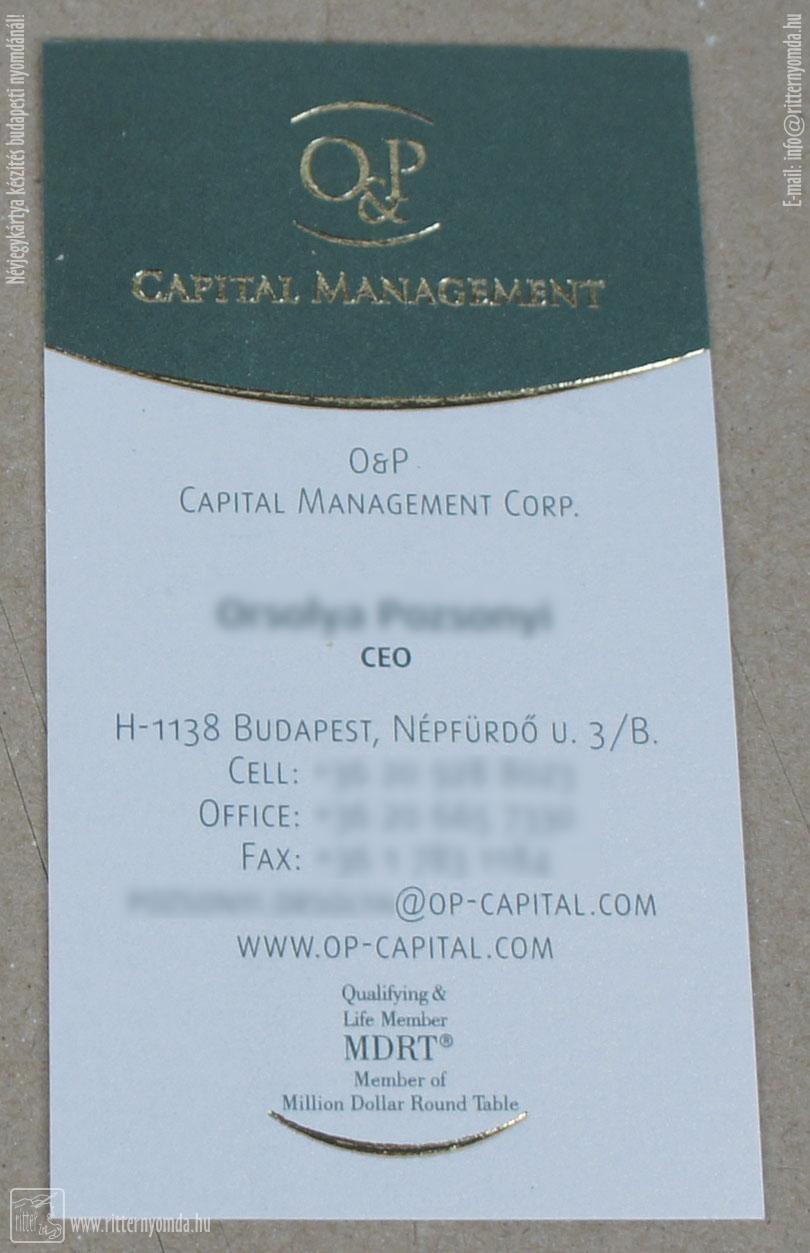 Névjegykártya készítés budapesti nyomdánál!
E-mail: info@ritternyomda.hu
O&P
CAPITAL MANAGEMENT
O&P
CAPITAL MANAGEMENT CORP.
CEO
H-1138 BUDAPEST, NÉPFÜRDŐ U. 3/B.
CELL:
OFFICE:
FAX:
@OP-CAPITAL.COM
WWW.OP-CAPITAL.COM
Qualifying &
Life Member
MDRT®
Member of
Million Dollar Round Table
ritter
www.ritternyomda.hu